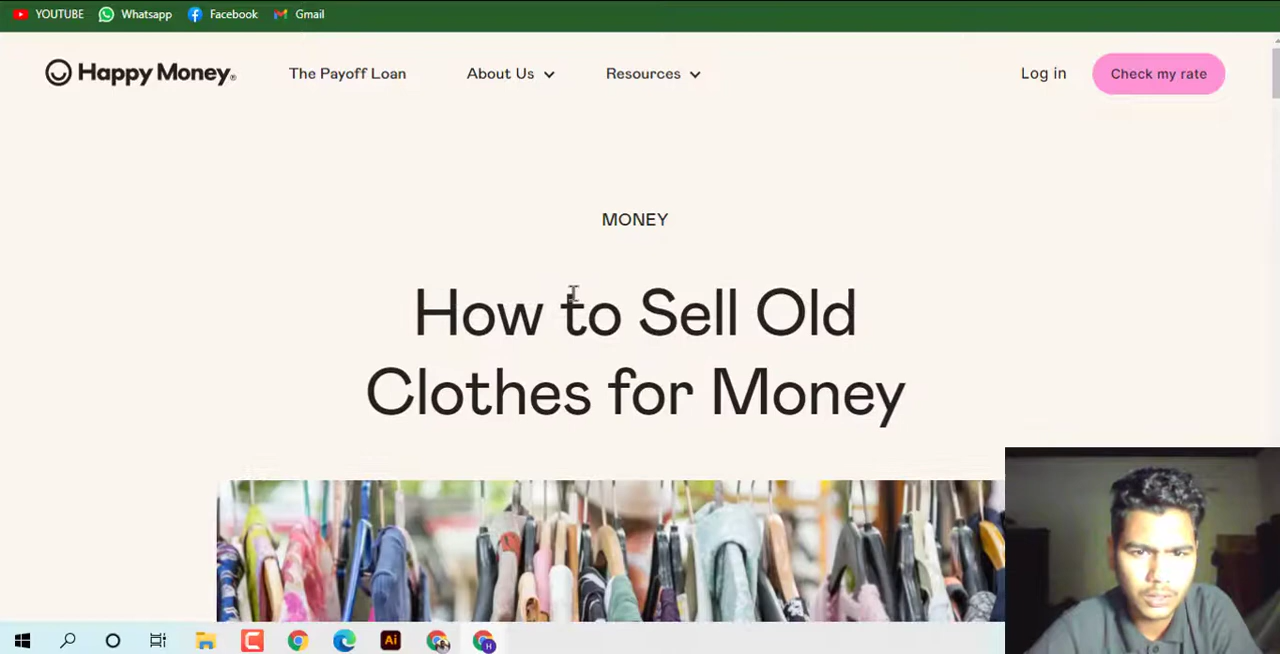 YOUTUBE Whatsapp Facebook Gmail
Happy Money® The Payoff Loan About Us Resources Log in Check my rate
MONEY
How to Sell Old
Clothes for Money
Ai H